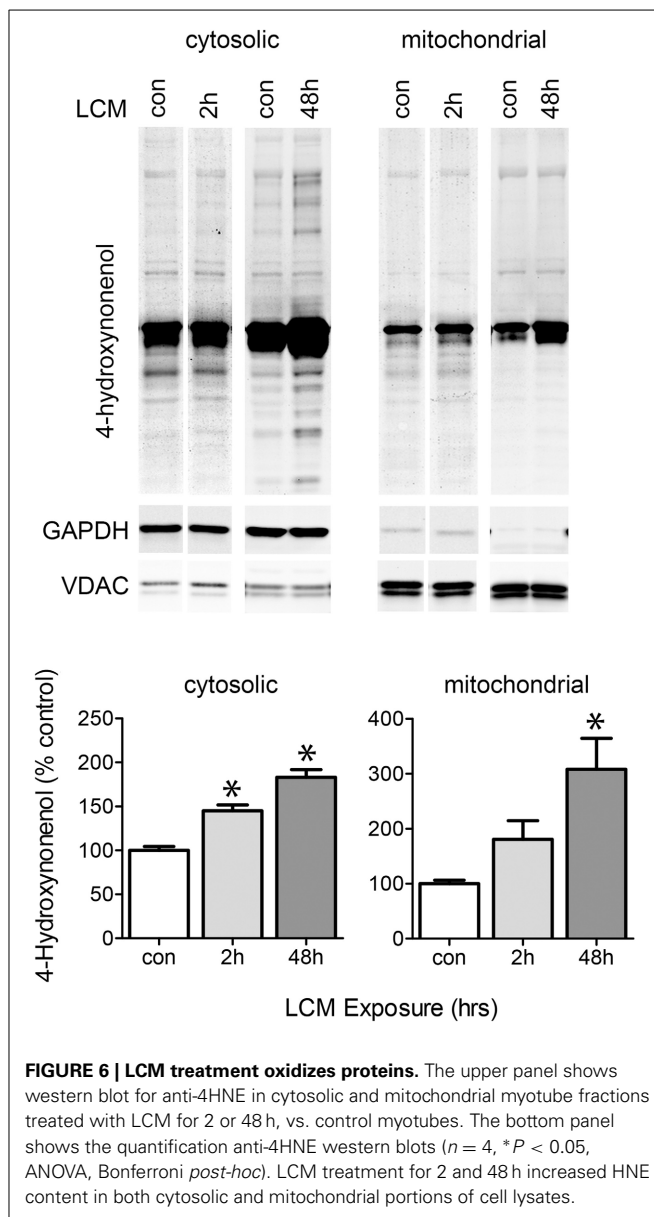 cytosolic mitochondrial
LCM con 2h con 48h con 2h con 48h
4-hydroxynonenol
GAPDH
VDAC
cytosolic mitochondrial
4-Hydroxynonenol (% control)
250
200
150
100
50
0
* *
con 2h 48h
400
300
200
100
0
*
con 2h 48h
LCM Exposure (hrs)
FIGURE 6 | LCM treatment oxidizes proteins. The upper panel shows
western blot for anti-4HNE in cytosolic and mitochondrial myotube fractions
treated with LCM for 2 or 48 h, vs. control myotubes. The bottom panel
shows the quantification anti-4HNE western blots (n = 4, *P < 0.05,
ANOVA, Bonferroni post-hoc). LCM treatment for 2 and 48 h increased HNE
content in both cytosolic and mitochondrial portions of cell lysates.